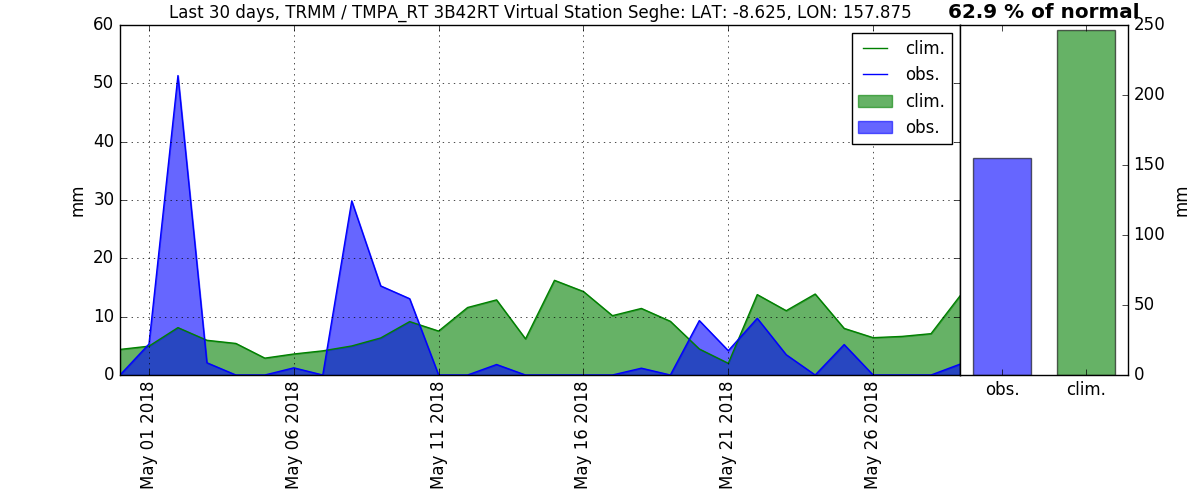 Last 30 days, TRMM / TMPA_RT 3B42RT Virtual Station Seghe: LAT: -8.625, LON: 157.875
62.9 % of normal
60
50
40
30
20
10
0
mm
clim.
obs.
clim.
obs.
May 01 2018
May 06 2018
May 11 2018
May 16 2018
May 21 2018
May 26 2018
250
200
150
100
50
0
mm
obs.
clim.